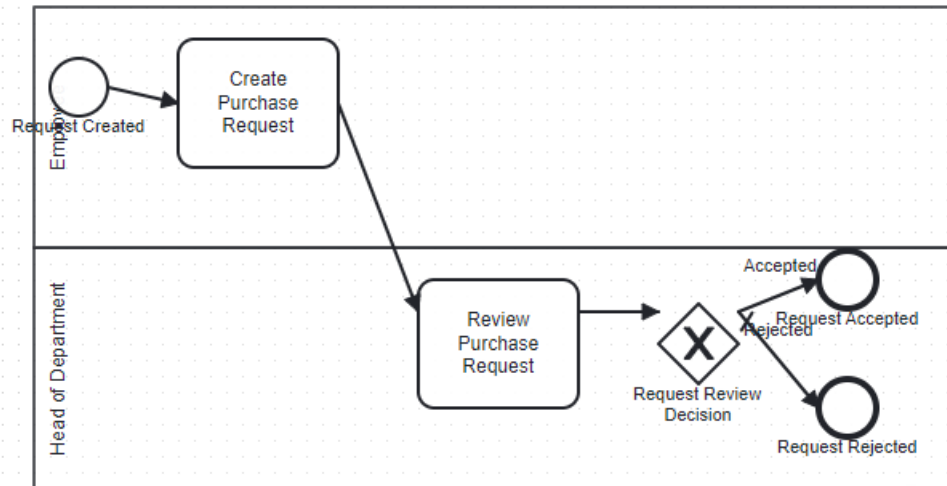 Create
Purchase
Request
Request Created
Accepted
Review
Purchase
Request
Request Accepted
Rejected
Request Review
Decision
Request Rejected
Head of Department